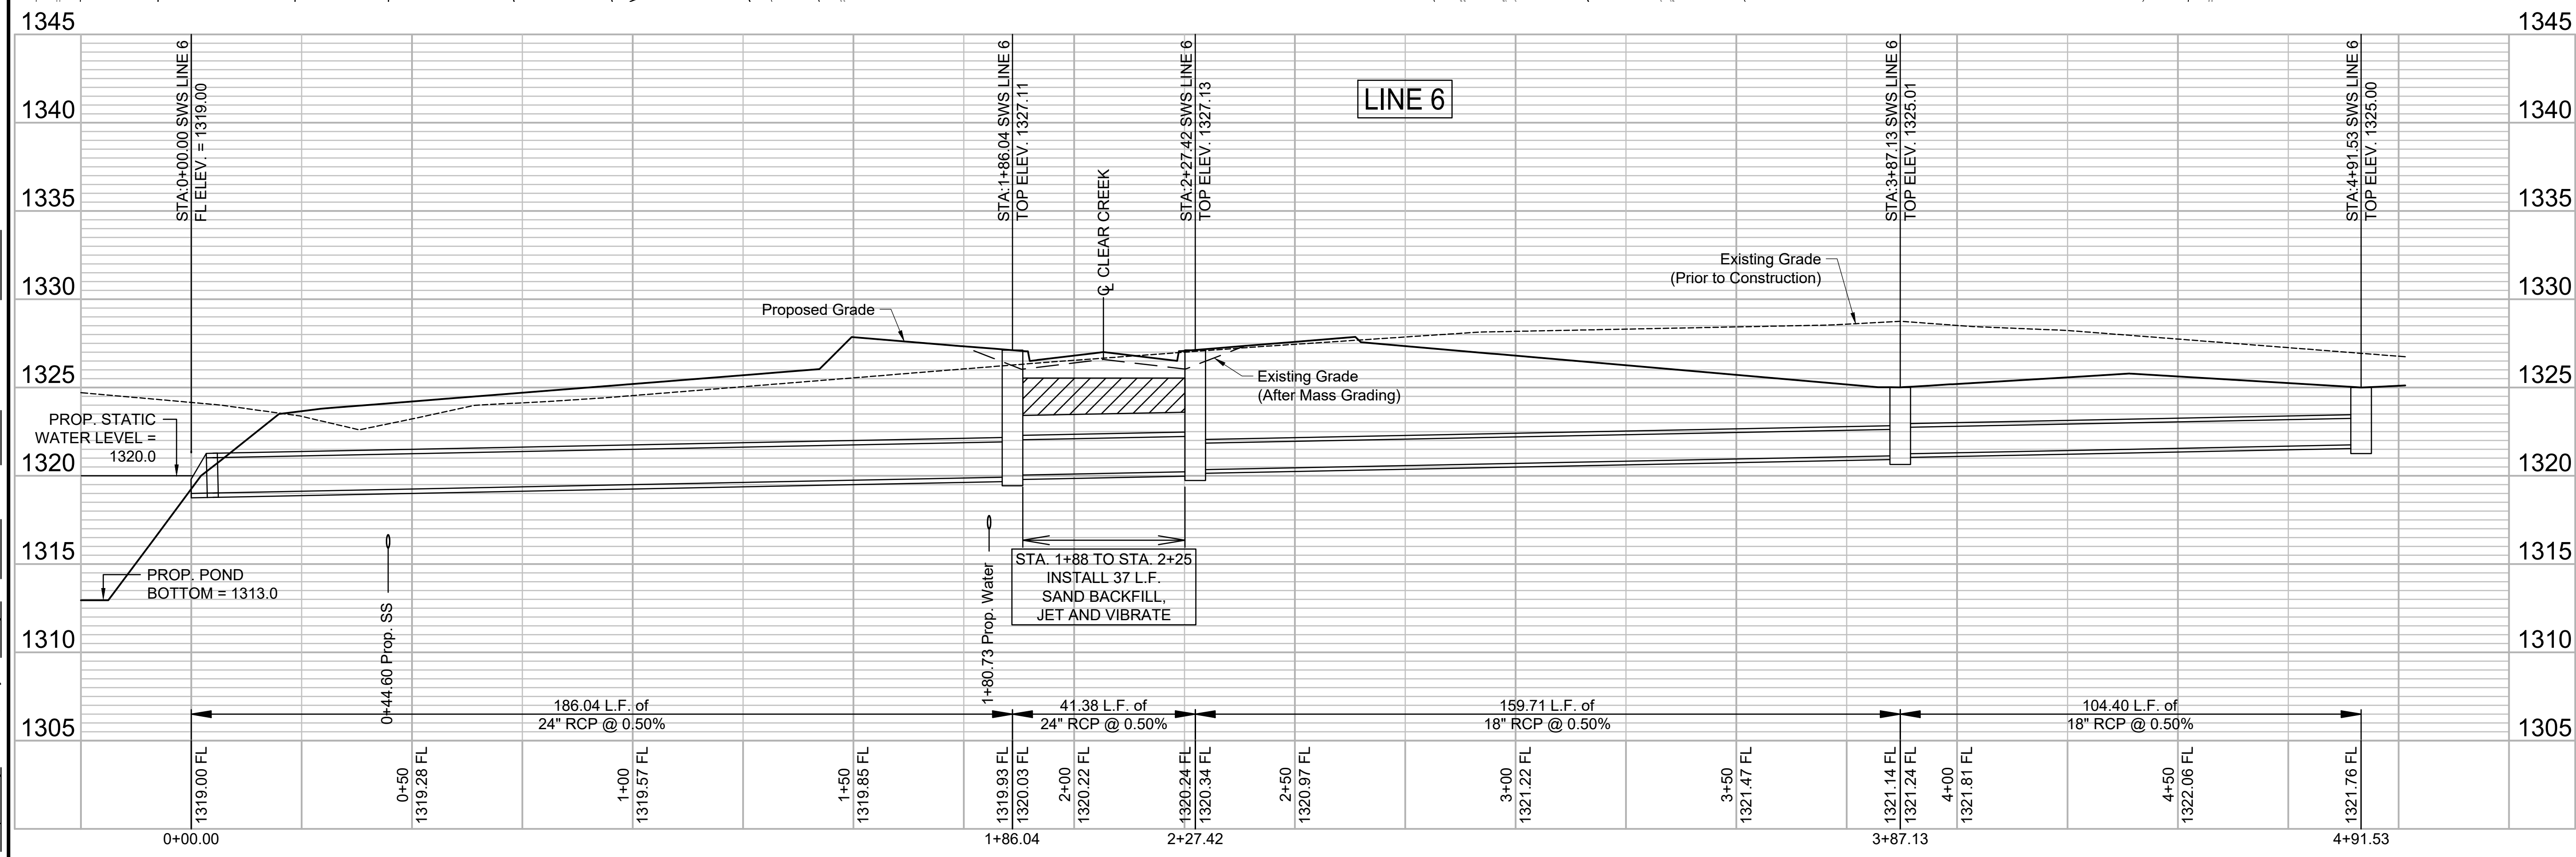 1345
1345
1340
1340
1335
1335
1330
1330
1325
1325
1320
1320
1315
1315
1310
1310
1305
1305
STA:0+00.00 SWS LINE 6
FL ELEV. = 1319.00
STA:1+86.04 SWS LINE 6
TOP ELEV. 1327.11
℄ CLEAR CREEK
STA:2+27.42 SWS LINE 6
TOP ELEV. 1327.13
LINE 6
STA:3+87.13 SWS LINE 6
TOP ELEV. 1325.01
STA:4+91.53 SWS LINE 6
TOP ELEV. 1325.00
Existing Grade
(Prior to Construction)
Proposed Grade
Existing Grade
(After Mass Grading)
PROP. STATIC
WATER LEVEL =
1320.0
PROP. POND
BOTTOM = 1313.0
0+44.60 Prop. SS
1+80.73 Prop. Water
STA. 1+88 TO STA. 2+25
INSTALL 37 L.F.
SAND BACKFILL,
JET AND VIBRATE
186.04 L.F. of
24" RCP @ 0.50%
41.38 L.F. of
24" RCP @ 0.50%
159.71 L.F. of
18" RCP @ 0.50%
104.40 L.F. of
18" RCP @ 0.50%
1319.00 FL
0+50
1319.28 FL
1+00
1319.57 FL
1+50
1319.85 FL
1319.93 FL
1320.03 FL
2+00
1320.22 FL
1320.24 FL
1320.34 FL
2+50
1320.97 FL
3+00
1321.22 FL
3+50
1321.47 FL
1321.14 FL
1321.24 FL
4+00
1321.81 FL
4+50
1322.06 FL
1321.76 FL
0+00.00
1+86.04
2+27.42
3+87.13
4+91.53